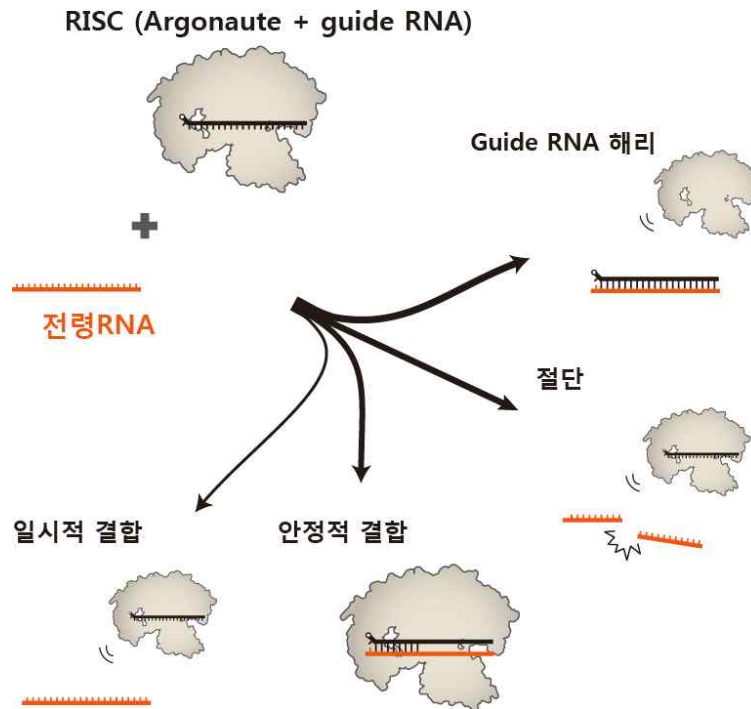 RISC (Argonaute + guide RNA)
Guide RNA 해리
전령RNA
절단
일시적 결합
안정적 결합